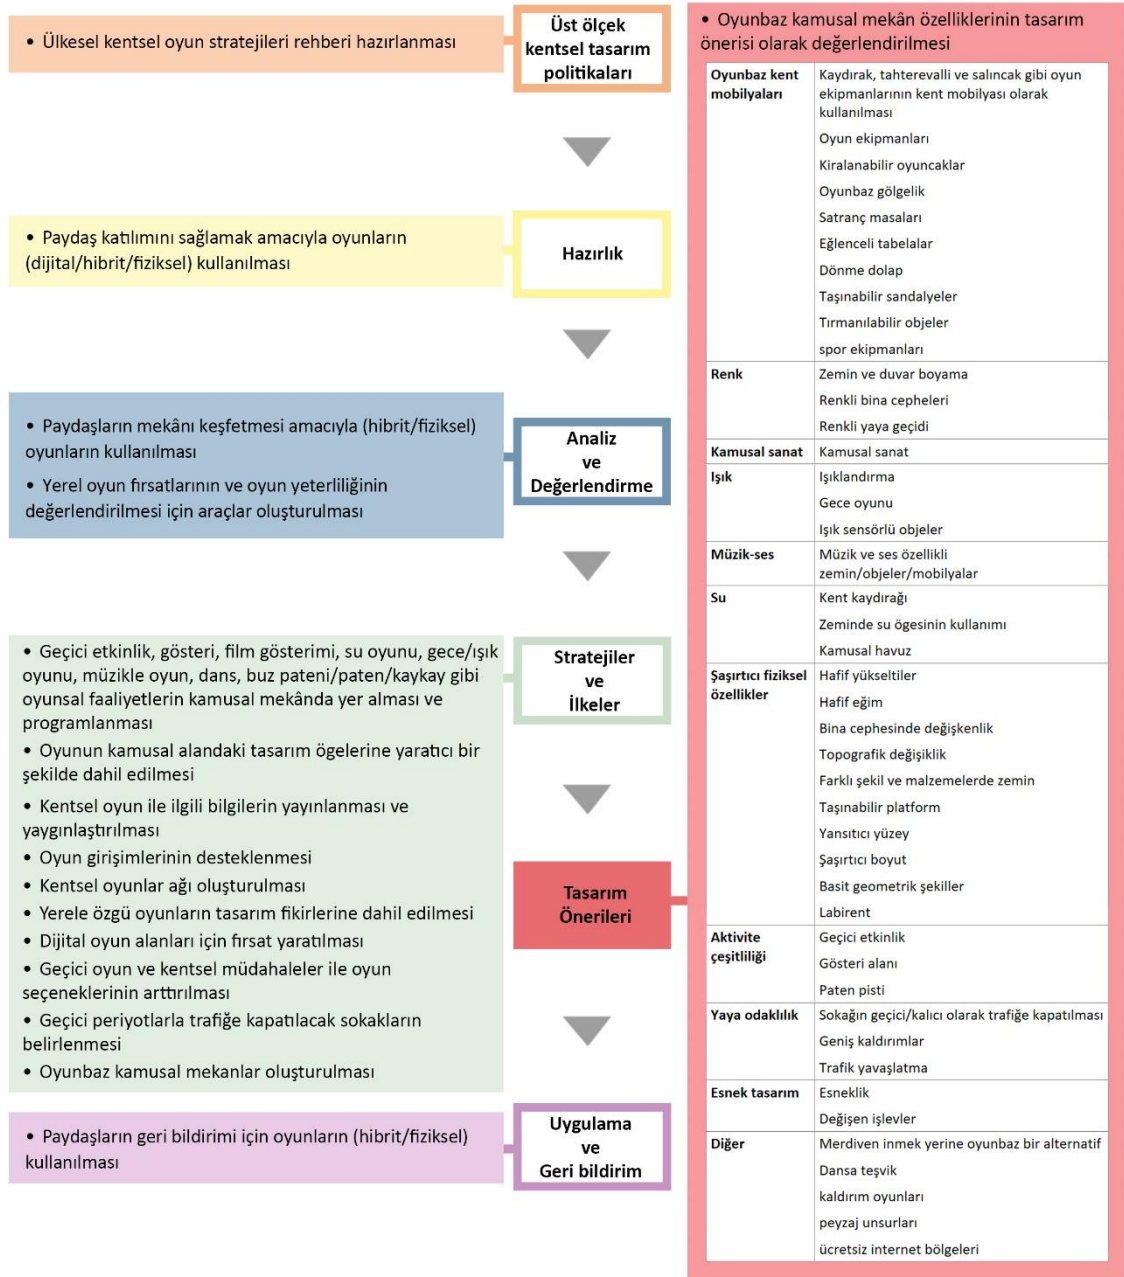 • Ülkesel kentsel oyun stratejileri rehberi hazırlanması
Üst ölçek
kentsel tasarım
politikaları
• Paydaş katılımını sağlamak amacıyla oyunların
(dijital/hibrit/fiziksel) kullanılması
Hazırlık
• Paydaşların mekânı keşfetmesi amacıyla (hibrit/fiziksel)
oyunların kullanılması
• Yerel oyun fırsatlarının ve oyun yeterliliğinin
değerlendirilmesi için araçlar oluşturulması
Analiz
ve
Değerlendirme
• Geçici etkinlik, gösteri, film gösterimi, su oyunu, gece/ışık
oyunu, müzikle oyun, dans, buz pateni/paten/kaykay gibi
oyunsal faaliyetlerin kamusal mekânda yer alması ve
programlanması
• Oyunun kamusal alandaki tasarım ögelerine yaratıcı bir
şekilde dahil edilmesi
• Kentsel oyun ile ilgili bilgilerin yayınlanması ve
yaygınlaştırılması
• Oyun girişimlerinin desteklenmesi
• Kentsel oyunlar ağı oluşturulması
• Yerele özgü oyunların tasarım fikirlerine dahil edilmesi
• Dijital oyun alanları için fırsat yaratılması
• Geçici oyun ve kentsel müdahaleler ile oyun
seçeneklerinin arttırılması
• Geçici periyotlarla trafiğe kapatılacak sokakların
belirlenmesi
• Oyunbaz kamusal mekanlar oluşturulması
Stratejiler
ve
İlkeler
Tasarım
Önerileri
• Paydaşların geri bildirimi için oyunların (hibrit/fiziksel)
kullanılması
Uygulama
ve
Geri bildirim
• Oyunbaz kamusal mekân özelliklerinin tasarım
önerisi olarak değerlendirilmesi
Oyunbaz kent
mobilyaları
Kaydırak, tahterevalli ve salıncak gibi oyun
ekipmanlarının kent mobilyası olarak
kullanılması
Oyun ekipmanları
Kiralanabilir oyuncaklar
Oyunbaz gölgelik
Satranç masaları
Eğlenceli tabelalar
Dönme dolap
Taşınabilir sandalyeler
Tırmanılabilir objeler
spor ekipmanları
Renk
Zemin ve duvar boyama
Renkli bina cepheleri
Renkli yaya geçidi
Kamusal sanat
Kamusal sanat
Işık
Işıklandırma
Gece oyunu
Işık sensörlü objeler
Müzik-ses
Müzik ve ses özellikli
zemin/objeler/mobilyalar
Su
Kent kaydırağı
Zeminde su ögesinin kullanımı
Kamusal havuz
Şaşırtıcı fiziksel
özellikler
Hafif yükseltiler
Hafif eğim
Bina cephesinde değişkenlik
Topografik değişiklik
Farklı şekil ve malzemelerde zemin
Taşınabilir platform
Yansıtıcı yüzey
Şaşırtıcı boyut
Basit geometrik şekiller
Labirent
Aktivite
çeşitliliği
Geçici etkinlik
Gösteri alanı
Paten pisti
Yaya odaklılık
Sokağın geçici/kalıcı olarak trafiğe kapatılması
Geniş kaldırımlar
Trafik yavaşlatma
Esnek tasarım
Esneklik
Değişen işlevler
Diğer
Merdiven inmek yerine oyunbaz bir alternatif
Dansa teşvik
kaldırım oyunları
peyzaj unsurları
ücretsiz internet bölgeleri